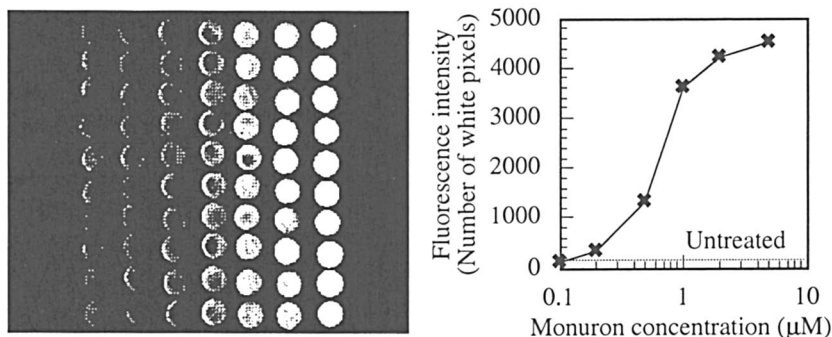 Fluorescence intensity
(Number of white pixels)
5000
4000
3000
2000
1000
0
Untreated
0.1
1
10
Monuron concentration (μM)